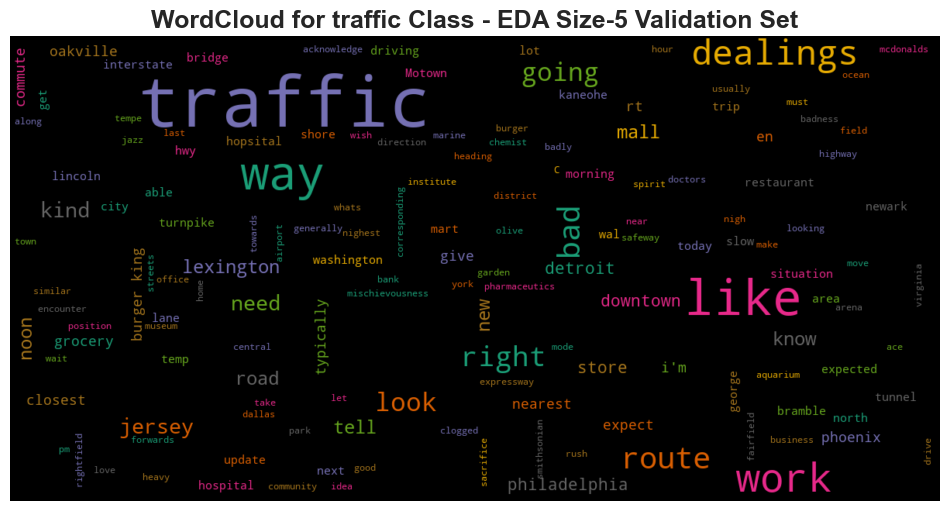 WordCloud for traffic Class - EDA Size-5 Validation Set
traffic
dealings
way
like
work
route
right
look
going
bad
mall
need
tell
jersey
lexington
kind
know
road
detroit
downtown
philadelphia
store
new
noon
typically
burger king
oakville
commute
get
along
interstate
bridge
acknowledge
driving
Motown
lot
hour
mcdonalds
ocean
kaneohe
usually
rt
trip
must
badness
field
en
tempe
jazz
last
hwy
hopsital
shore
wish
marine
direction
burger
chemist
badly
highway
heading
lincoln
able
city
turnpike
institute
c
morning
spirit
doctors
restaurant
district
newark
town
towards
airport
whats
generally
nighest
corresponding
mart
olive
wal
near
safeway
nigh
make
looking
today
slow
streets
office
home
washington
bank
mischievousness
give
garden
york
pharmaceutics
situation
move
area
arena
virginia
similar
encounter
position
museum
lane
grocery
wait
temp
central
mode
i'm
ace
expected
aquarium
george
expressway
closest
take
dallas
let
nearest
bramble
tunnel
north
forwards
park
clogged
expect
fairfield
business
phoenix
pm
rightfield
love
heavy
update
hospital
community
next
good
idea
sacrifice
smithsonian
rush
drive